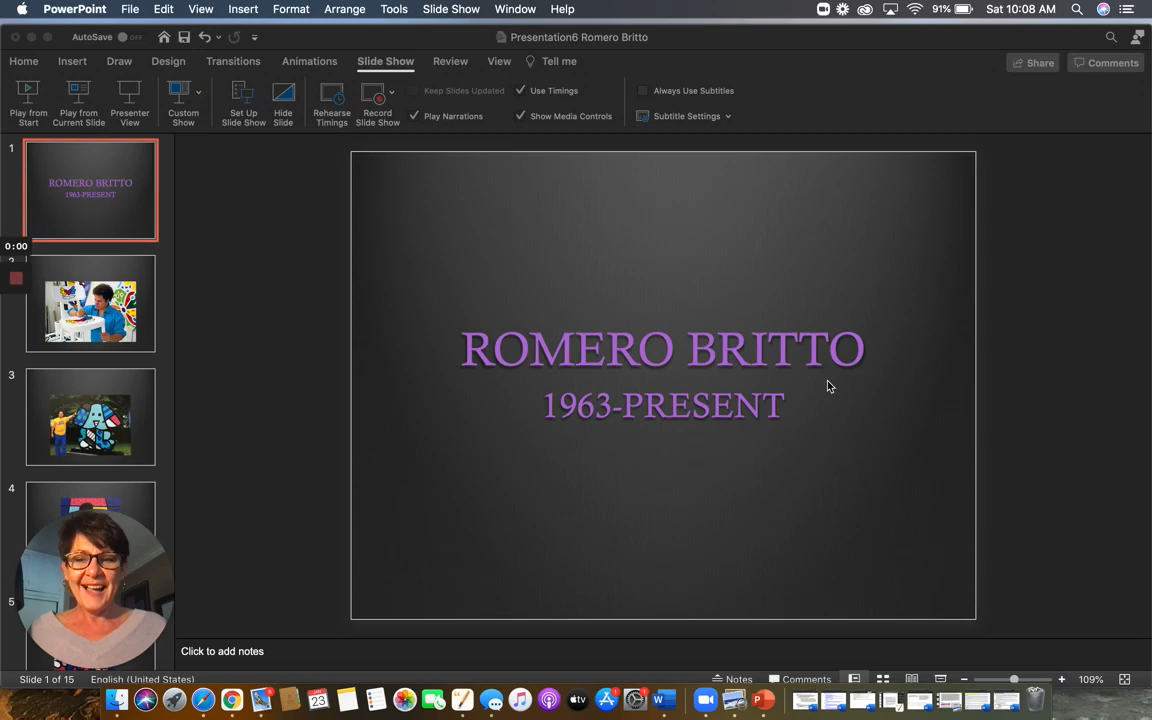 PowerPoint File Edit View Insert Format Arrange Tools Slide Show Window Help 91% Sat 10:08 AM
AutoSave OFF Presentation6 Romero Britto
Home Insert Draw Design Transitions Animations Slide Show Review View Tell me Share Comments
Play from Start
Play from Current Slide
Presenter View
Custom Show
Set Up Slide Show
Hide Slide
Rehearse Timings
Record Slide Show
Keep Slides Updated Use Timings Always Use Subtitles
Play Narrations Show Media Controls Subtitle Settings
1
ROMERO BRITTO
1963-PRESENT
0:00
2
3
4
5
ROMERO BRITTO
1963-PRESENT
Click to add notes
Slide 1 of 15 English (United States) Notes Comments 109%